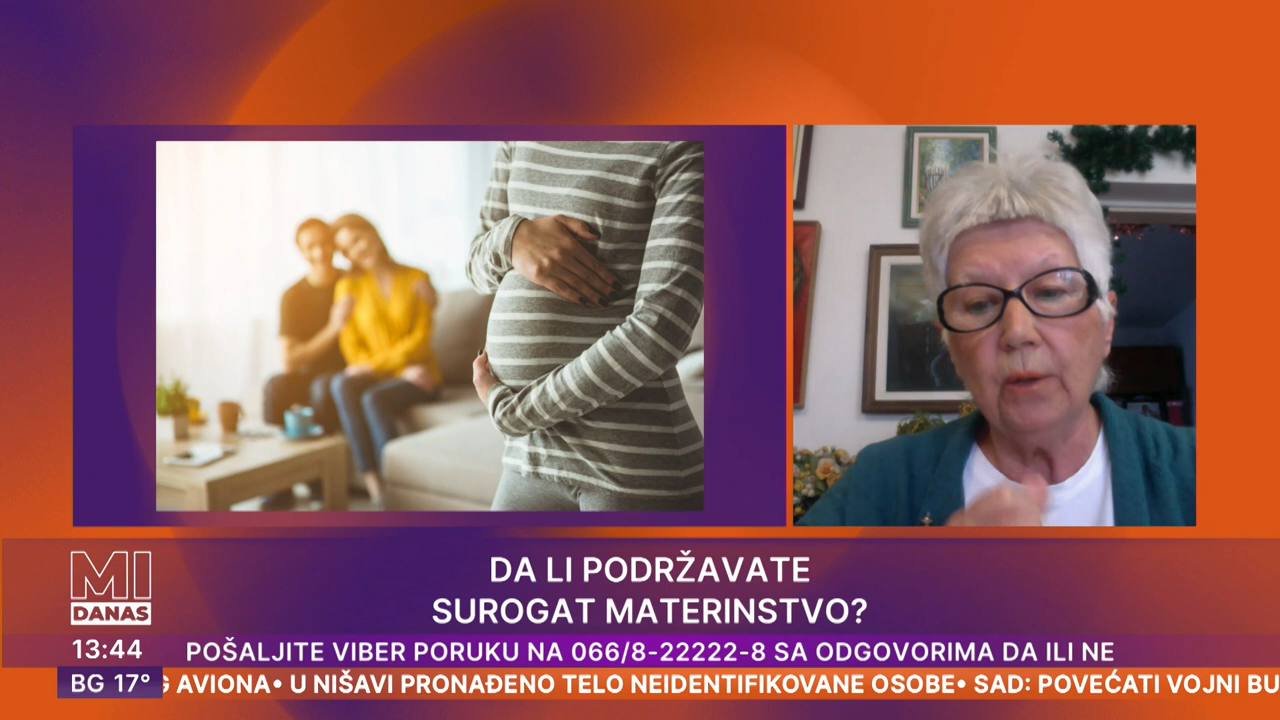 DA LI PODRŽAVATE
SUROGAT MATERINSTVO?
MI
DANAS
13:44
POŠALJITE VIBER PORUKU NA 066/8-22222-8 SA ODGOVORIMA DA ILI NE
BG 17°
AVIONA• U NIŠAVI PRONAĐENO TELO NEIDENTIFIKOVANE OSOBE• SAD: POVEĆATI VOJNI